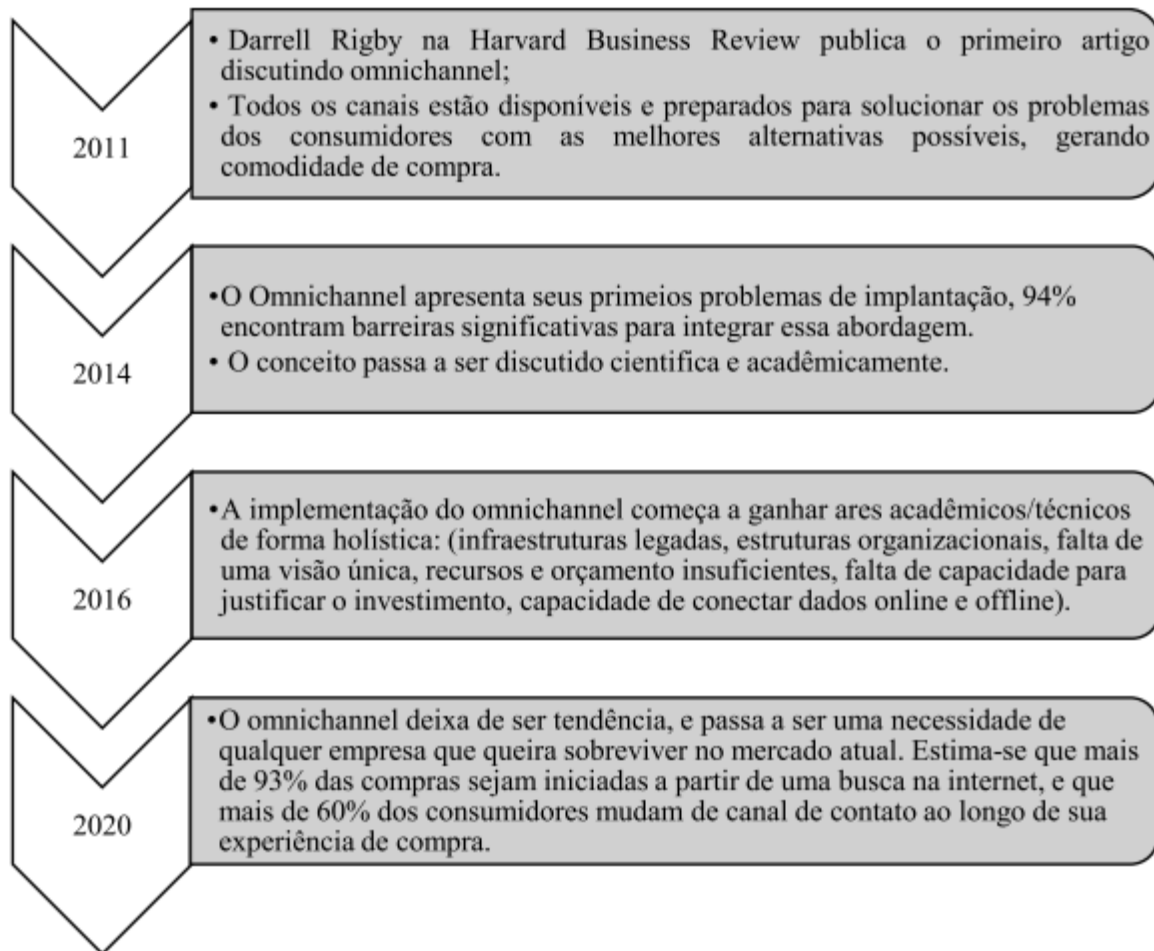 2011
• Darrell Rigby na Harvard Business Review publica o primeiro artigo
discutindo omnichannel;
• Todos os canais estão disponíveis e preparados para solucionar os problemas
dos consumidores com as melhores alternativas possíveis, gerando
comodidade de compra.
2014
•O Omnichannel apresenta seus primeios problemas de implantação, 94%
encontram barreiras significativas para integrar essa abordagem.
• O conceito passa a ser discutido cientifica e acadêmicamente.
2016
•A implementação do omnichannel começa a ganhar ares acadêmicos/técnicos
de forma holística: (infraestruturas legadas, estruturas organizacionais, falta de
uma visão única, recursos e orçamento insuficientes, falta de capacidade para
justificar o investimento, capacidade de conectar dados online e offline).
2020
•O omnichannel deixa de ser tendência, e passa a ser uma necessidade de
qualquer empresa que queira sobreviver no mercado atual. Estima-se que mais
de 93% das compras sejam iniciadas a partir de uma busca na internet, e que
mais de 60% dos consumidores mudam de canal de contato ao longo de sua
experiência de compra.